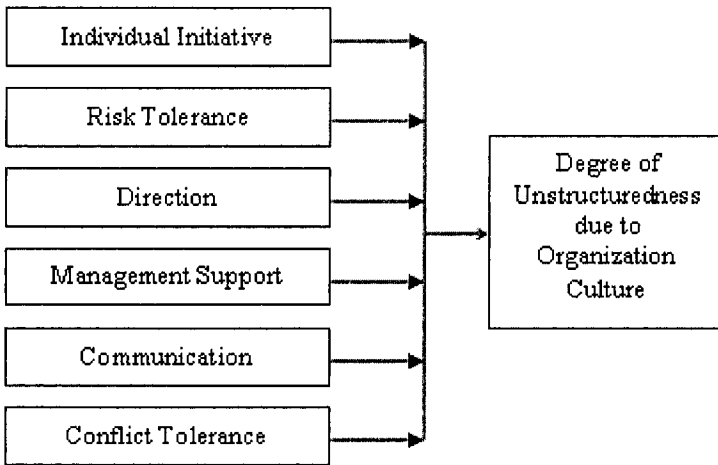 Individual Initiative
Risk Tolerance
Direction
Management Support
Communication
Conflict Tolerance
Degree of
Unstructuredness
due to
Organization
Culture